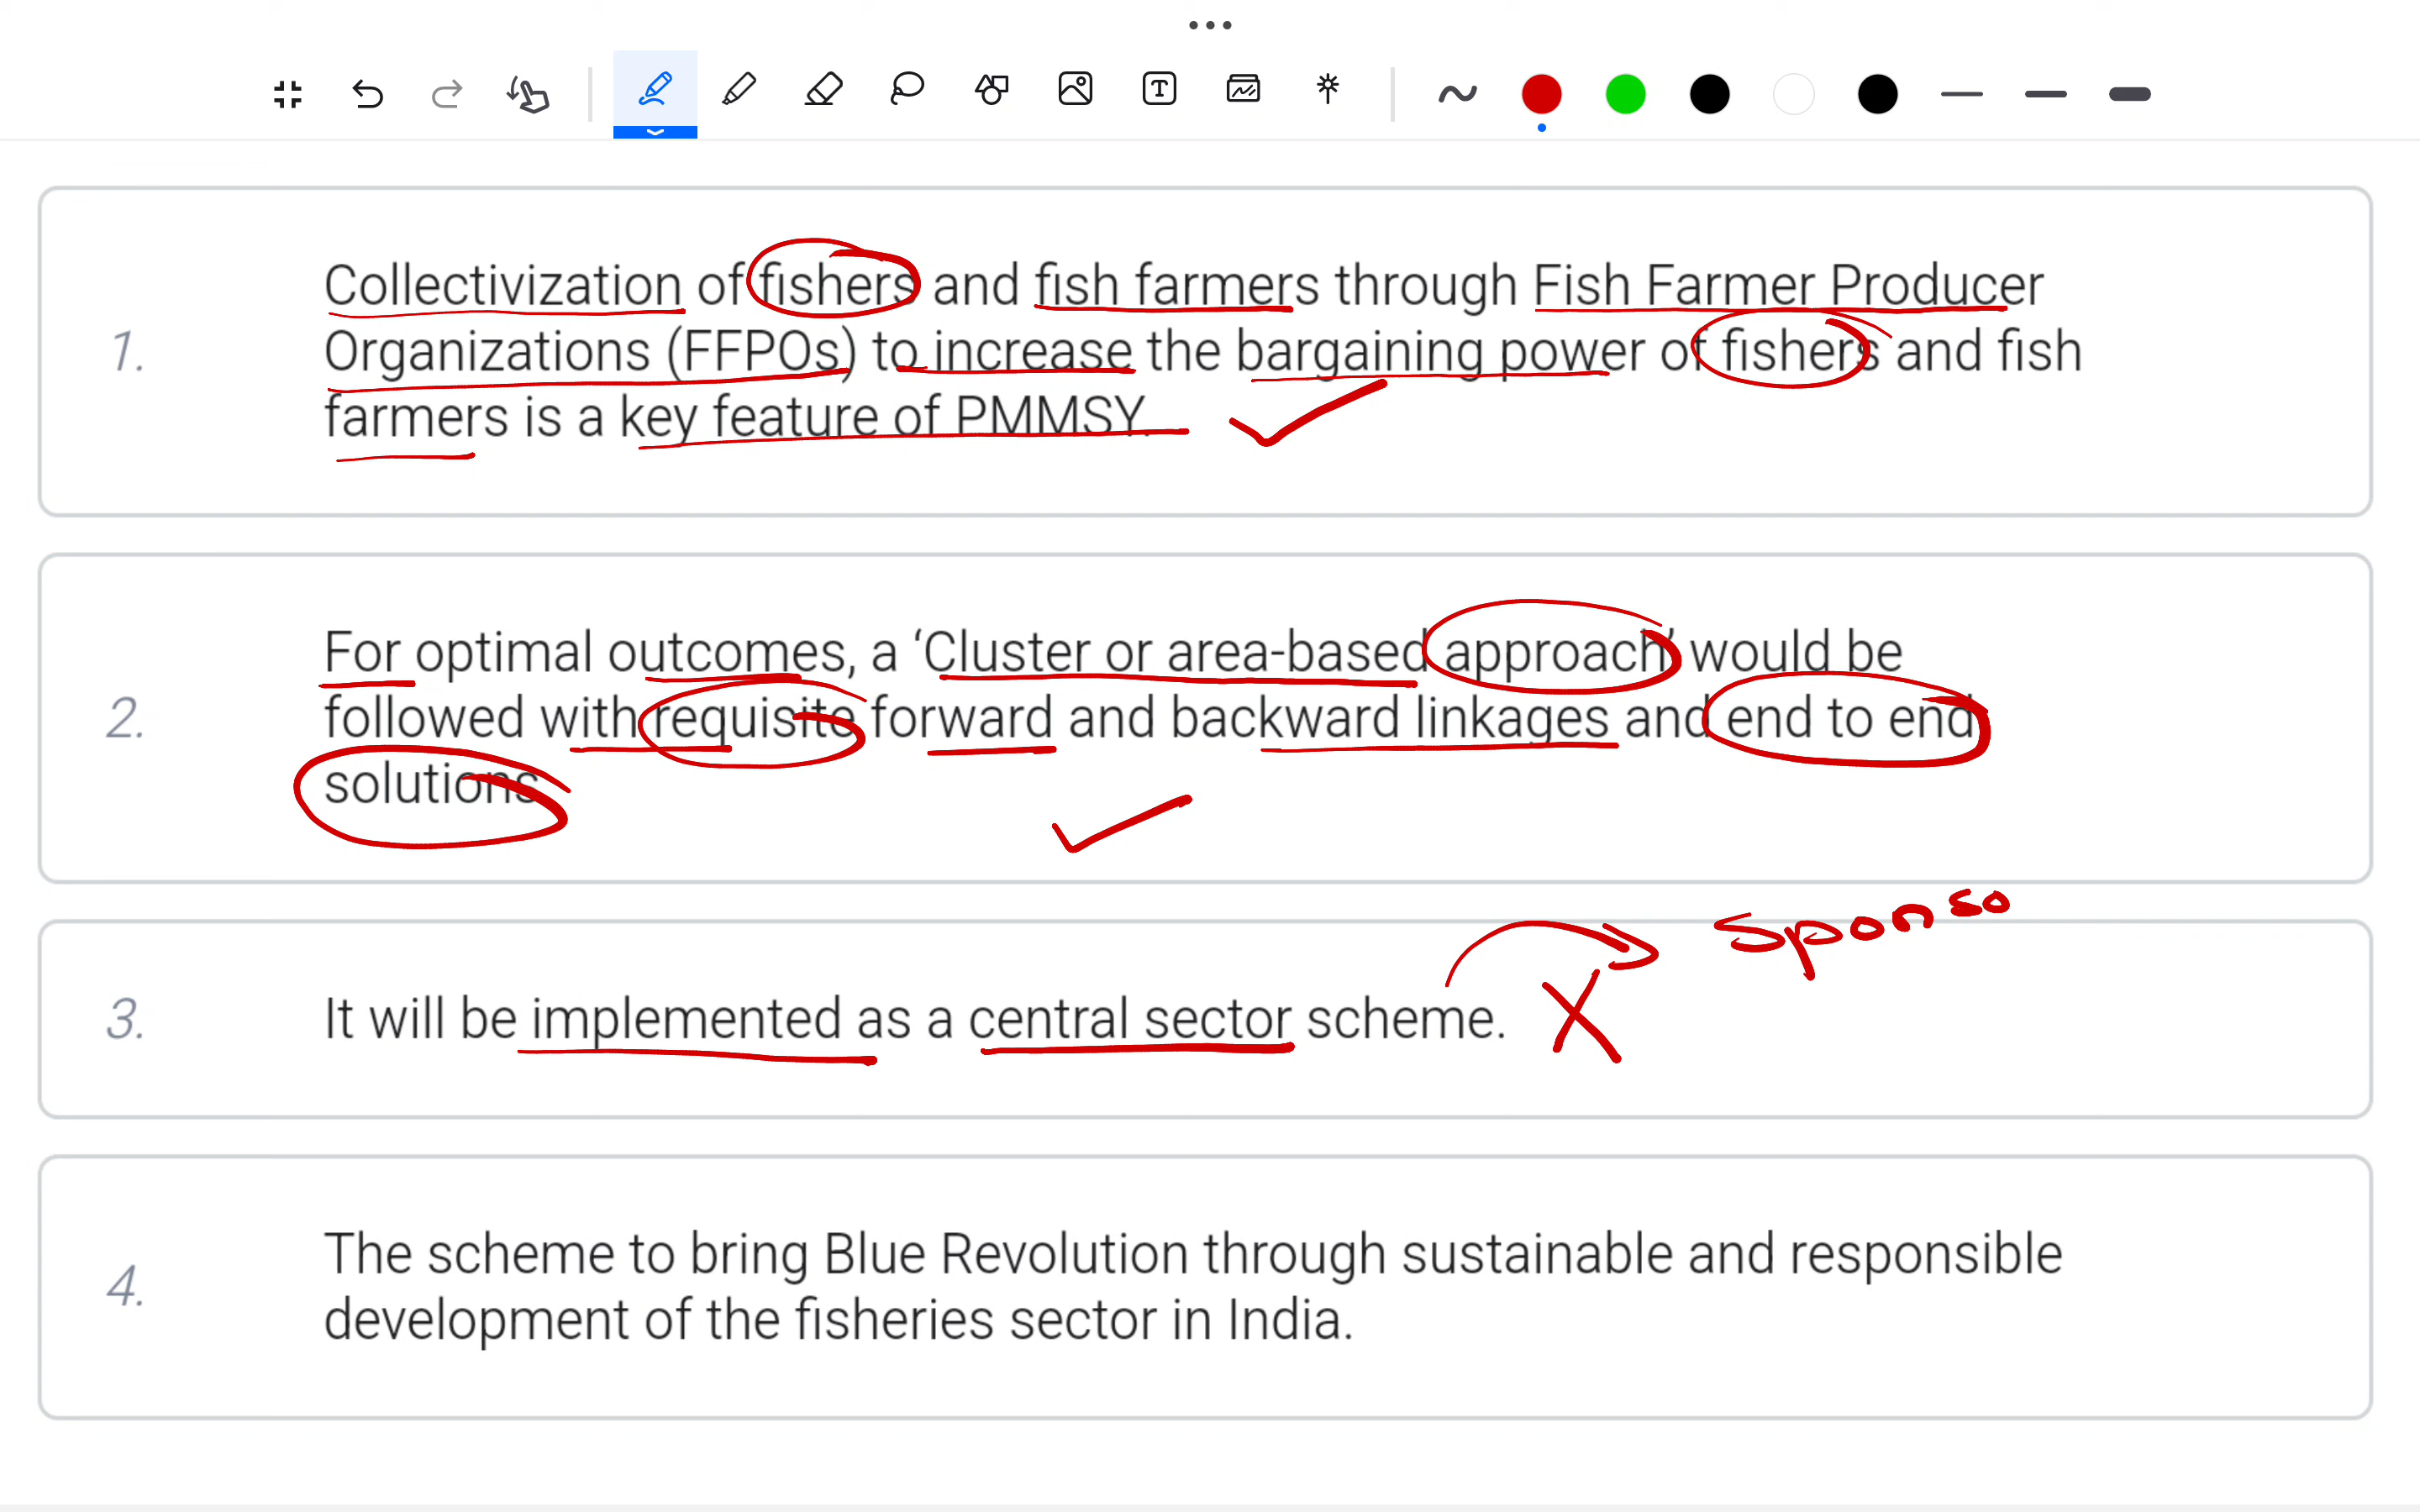 Collectivization of fishers and fish farmers through Fish Farmer Producer
1. Organizations (FFPOs) to increase the bargaining power of fishers and fish
farmers is a key feature of PMMSY.
For optimal outcomes, a ‘Cluster or area-based approach’ would be
2. followed with requisite forward and backward linkages and end to end
solutions
sponso
3. It will be implemented as a central sector scheme.
The scheme to bring Blue Revolution through sustainable and responsible
4. development of the fisheries sector in India.